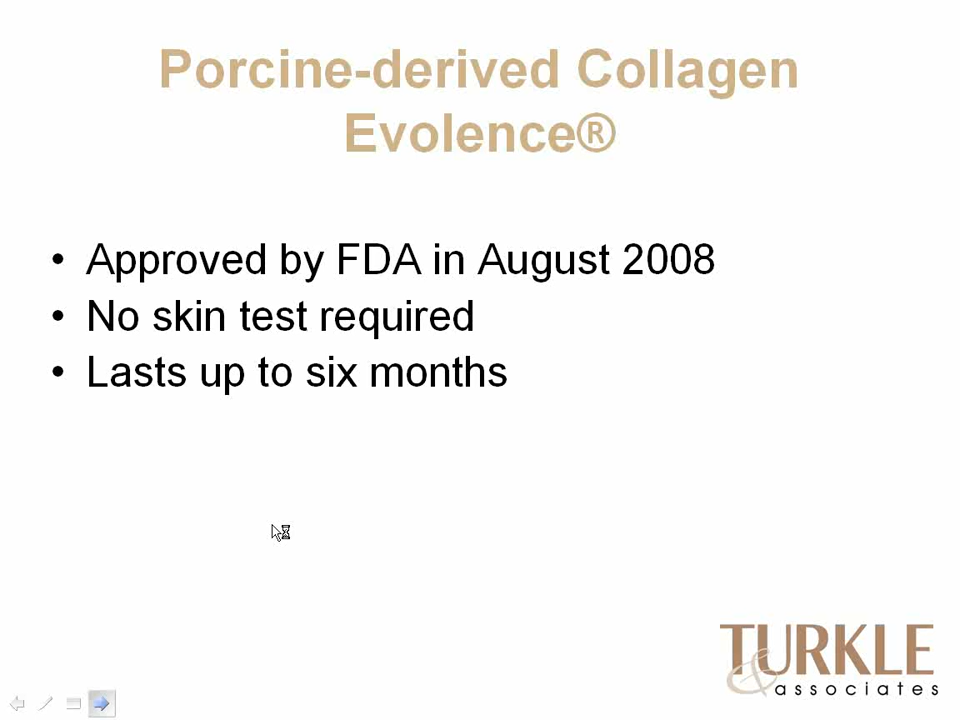 Porcine-derived Collagen
Evolence®
• Approved by FDA in August 2008
• No skin test required
• Lasts up to six months
TURKLE
& associates